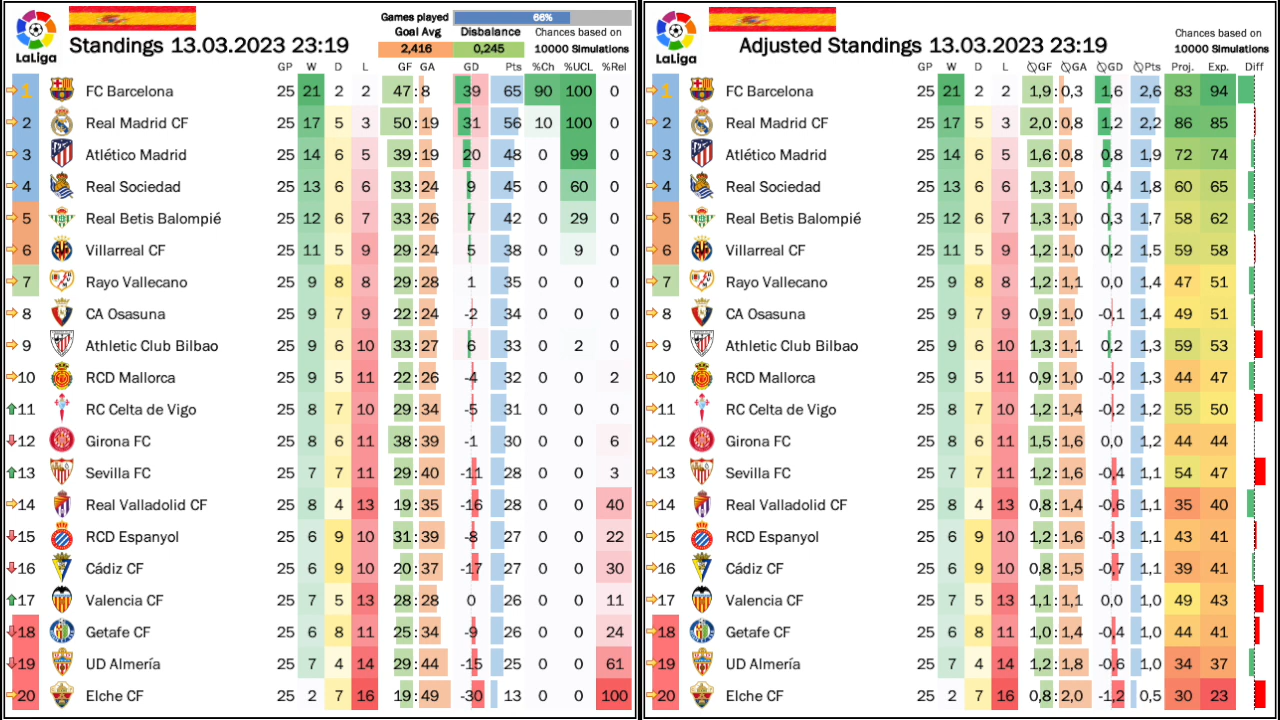 LaLiga
Standings 13.03.2023 23:19
Games played 66%
Goal Avg Disbalance Chances based on
2,416 0,245 10000 Simulations
GP W D L GF GA GD Pts %Ch %UCL %Rel
1 FC Barcelona 25 21 2 2 47:8 39 65 90 100 0
2 Real Madrid CF 25 17 5 3 50:19 31 56 10 100 0
3 Atlético Madrid 25 14 6 5 39:19 20 48 0 99 0
4 Real Sociedad 25 13 6 6 33:24 9 45 0 60 0
5 Real Betis Balompié 25 12 6 7 33:26 7 42 0 29 0
6 Villarreal CF 25 11 5 9 29:24 5 38 0 9 0
7 Rayo Vallecano 25 9 8 8 29:28 1 35 0 0 0
8 CA Osasuna 25 9 7 9 22:24 -2 34 0 0 0
9 Athletic Club Bilbao 25 9 6 10 33:27 6 33 0 2 0
10 RCD Mallorca 25 9 5 11 22:26 -4 32 0 0 2
11 RC Celta de Vigo 25 8 7 10 29:34 -5 31 0 0 0
12 Girona FC 25 8 6 11 38:39 -1 30 0 0 6
13 Sevilla FC 25 7 7 11 29:40 -11 28 0 0 3
14 Real Valladolid CF 25 8 4 13 19:35 -16 28 0 0 40
15 RCD Espanyol 25 6 9 10 31:39 -8 27 0 0 22
16 Cádiz CF 25 6 9 10 20:37 -17 27 0 0 30
17 Valencia CF 25 7 5 13 28:28 0 26 0 0 11
18 Getafe CF 25 6 8 11 25:34 -9 26 0 0 24
19 UD Almería 25 7 4 14 29:44 -15 25 0 0 61
20 Elche CF 25 2 7 16 19:49 -30 13 0 0 100
LaLiga
Adjusted Standings 13.03.2023 23:19
Chances based on
10000 Simulations
GP W D L ∅GF ∅GA ∅GD ∅Pts Proj. Exp. Diff
1 FC Barcelona 25 21 2 2 1,9:0,3 1,6 2,6 83 94
2 Real Madrid CF 25 17 5 3 2,0:0,8 1,2 2,2 86 85
3 Atlético Madrid 25 14 6 5 1,6:0,8 0,8 1,9 72 74
4 Real Sociedad 25 13 6 6 1,3:1,0 0,4 1,8 60 65
5 Real Betis Balompié 25 12 6 7 1,3:1,0 0,3 1,7 58 62
6 Villarreal CF 25 11 5 9 1,2:1,0 0,2 1,5 59 58
7 Rayo Vallecano 25 9 8 8 1,2:1,1 0,0 1,4 47 51
8 CA Osasuna 25 9 7 9 0,9:1,0 -0,1 1,4 49 51
9 Athletic Club Bilbao 25 9 6 10 1,3:1,1 0,2 1,3 59 53
10 RCD Mallorca 25 9 5 11 0,9:1,0 -0,2 1,3 44 47
11 RC Celta de Vigo 25 8 7 10 1,2:1,4 -0,2 1,2 55 50
12 Girona FC 25 8 6 11 1,5:1,6 0,0 1,2 44 44
13 Sevilla FC 25 7 7 11 1,2:1,6 -0,4 1,1 54 47
14 Real Valladolid CF 25 8 4 13 0,8:1,4 -0,6 1,1 35 40
15 RCD Espanyol 25 6 9 10 1,2:1,6 -0,3 1,1 43 41
16 Cádiz CF 25 6 9 10 0,8:1,5 -0,7 1,1 39 41
17 Valencia CF 25 7 5 13 1,1:1,1 0,0 1,0 49 43
18 Getafe CF 25 6 8 11 1,0:1,4 -0,4 1,0 44 41
19 UD Almería 25 7 4 14 1,2:1,8 -0,6 1,0 34 37
20 Elche CF 25 2 7 16 0,8:2,0 -1,2 0,5 30 23